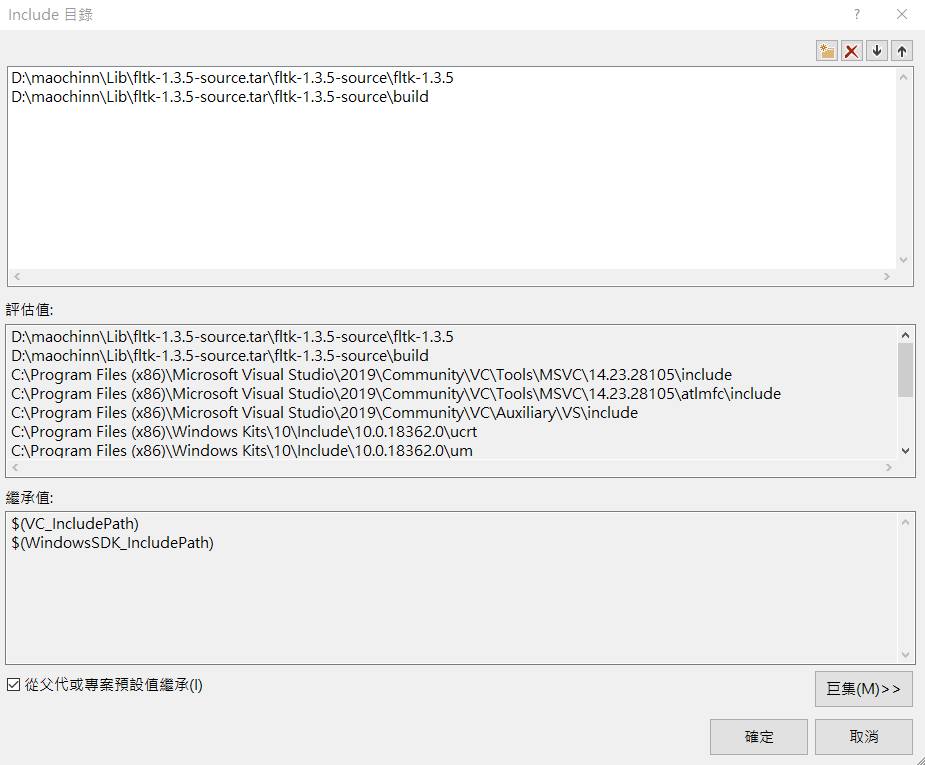 Include 目錄
?
D:\maochinn\Lib\fltk-1.3.5-source.tar\fltk-1.3.5-source\fltk-1.3.5
D:\maochinn\Lib\fltk-1.3.5-source.tar\fltk-1.3.5-source\build
評估值:
D:\maochinn\Lib\fltk-1.3.5-source.tar\fltk-1.3.5-source\fltk-1.3.5
D:\maochinn\Lib\fltk-1.3.5-source.tar\fltk-1.3.5-source\build
C:\Program Files (x86)\Microsoft Visual Studio\2019\Community\VC\Tools\MSVC\14.23.28105\include
C:\Program Files (x86)\Microsoft Visual Studio\2019\Community\VC\Tools\MSVC\14.23.28105\atlmfc\include
C:\Program Files (x86)\Microsoft Visual Studio\2019\Community\VC\Auxiliary\VS\include
C:\Program Files (x86)\Windows Kits\10\Include\10.0.18362.0\ucrt
C:\Program Files (x86)\Windows Kits\10\Include\10.0.18362.0\um
繼承值:
$(VC_IncludePath)
$(WindowsSDK_IncludePath)
從父代或專案預設值繼承(I)
巨集(M)>>
確定
取消